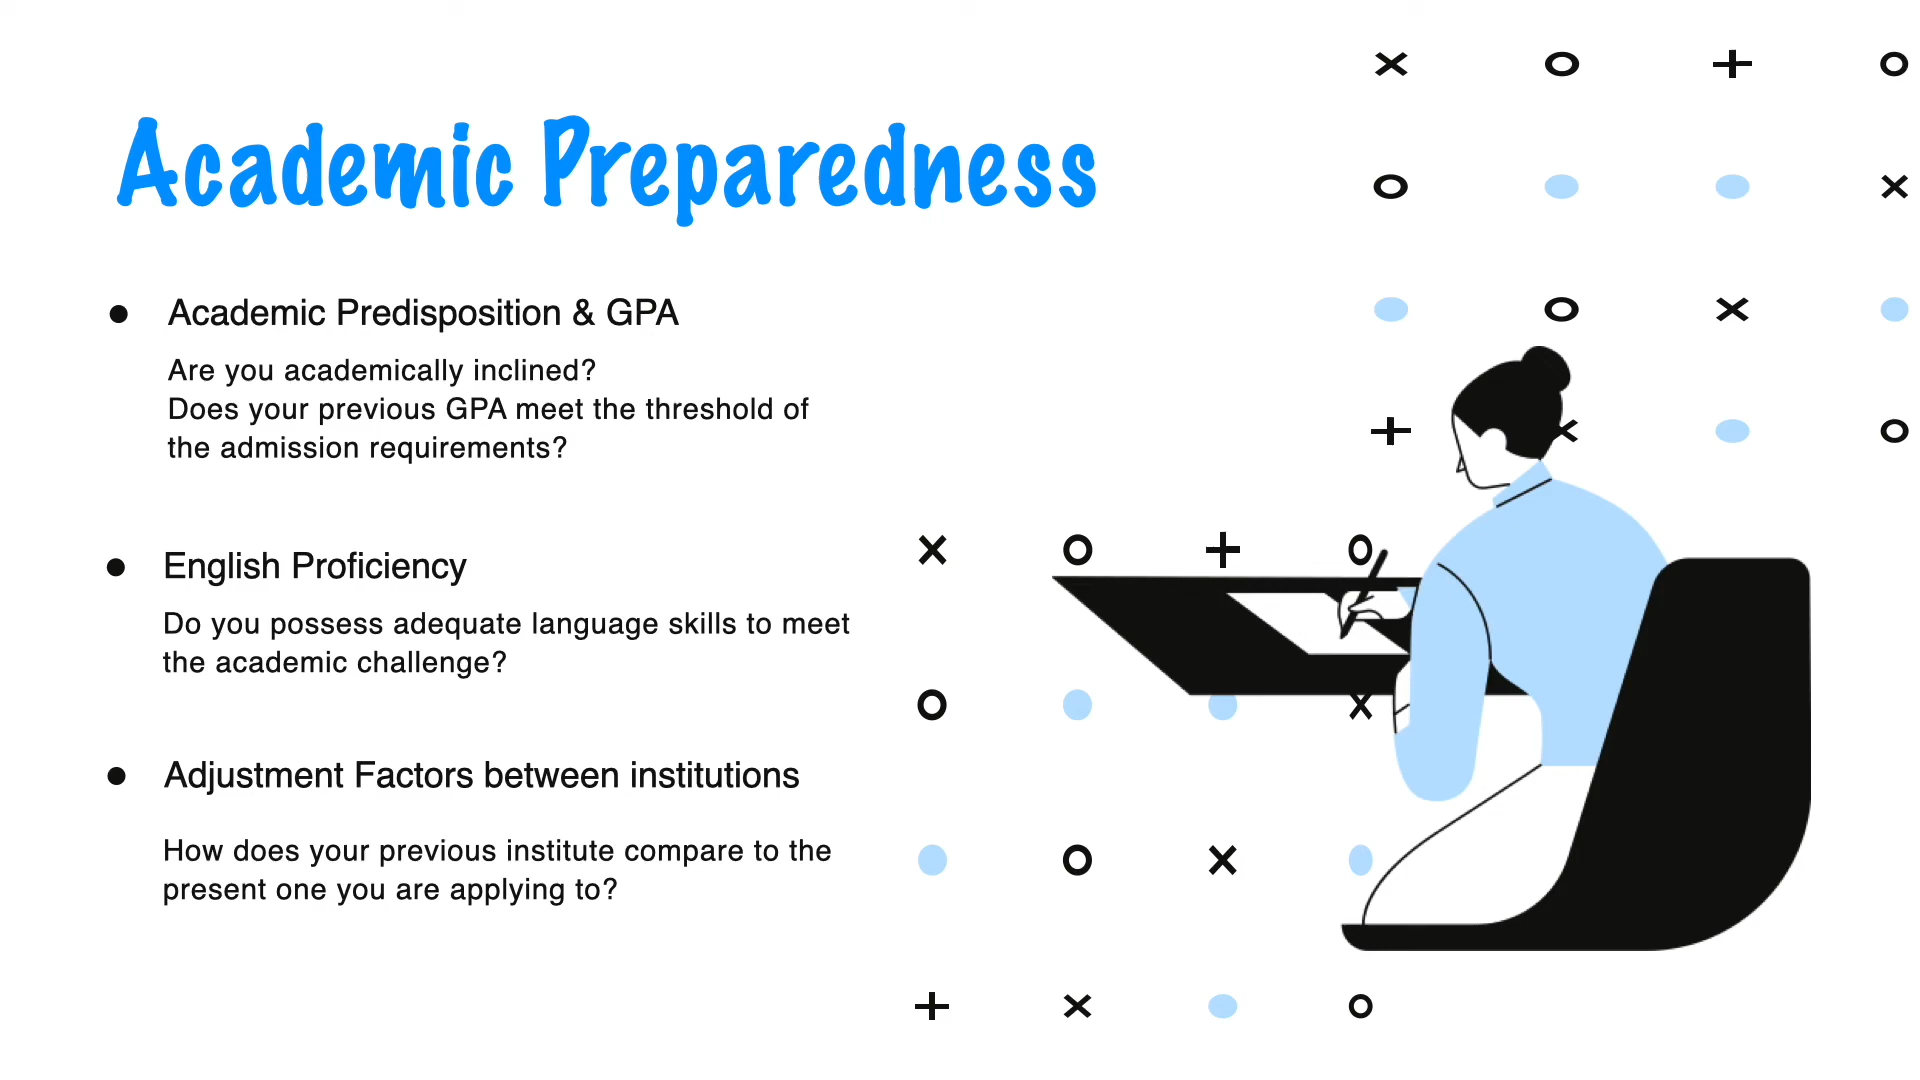 Academic Preparedness
● Academic Predisposition & GPA
Are you academically inclined?
Does your previous GPA meet the threshold of
the admission requirements?
● English Proficiency
Do you possess adequate language skills to meet
the academic challenge?
● Adjustment Factors between institutions
How does your previous institute compare to the
present one you are applying to?